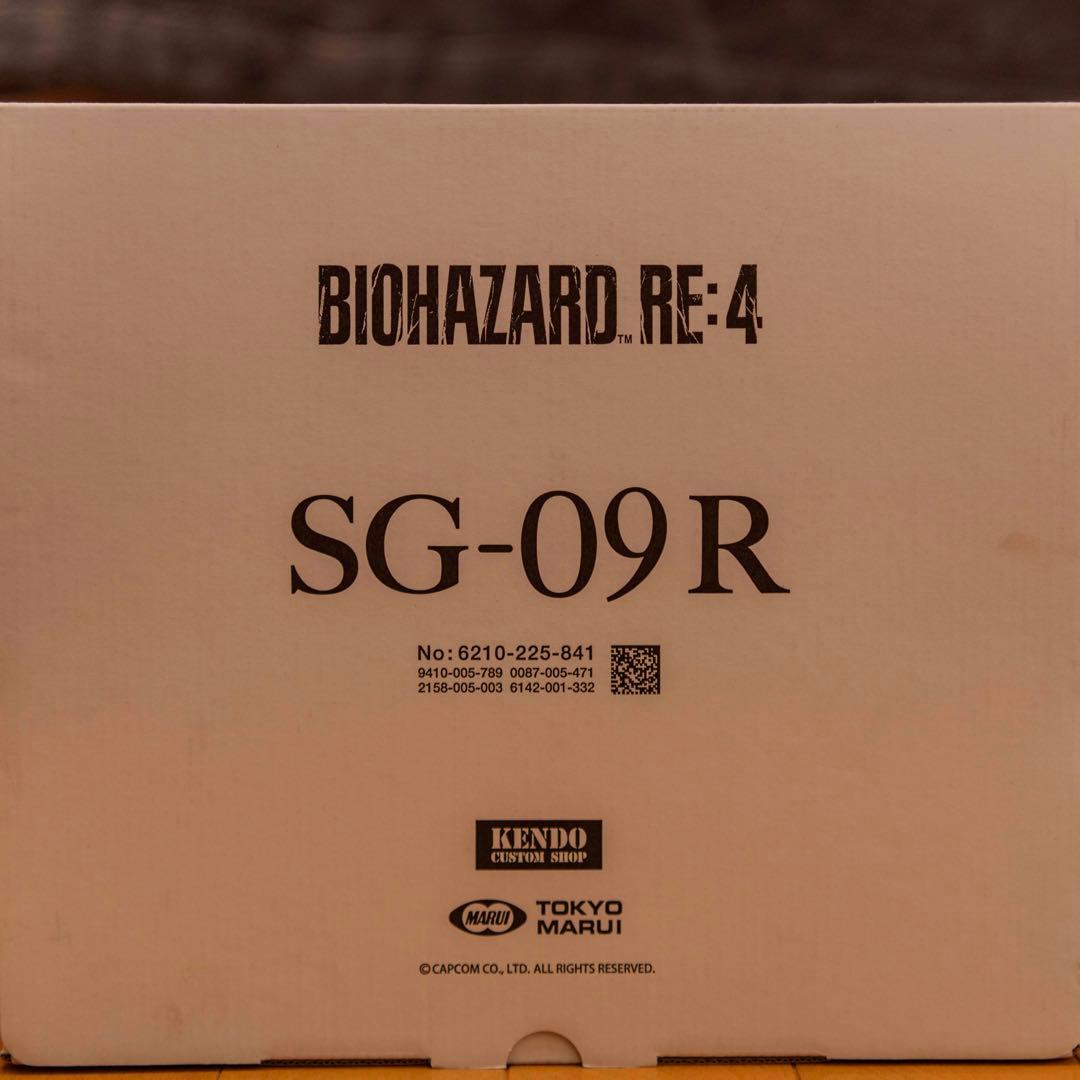 BIOHAZARD™ RE:4
SG-09 R
No:6210-225-841
9410-005-789 0087-005-471
2158-005-003 6142-001-332
KENDO
CUSTOM SHOP
MARUI
TOKYO
MARUI
©CAPCOM CO., LTD. ALL RIGHTS RESERVED.